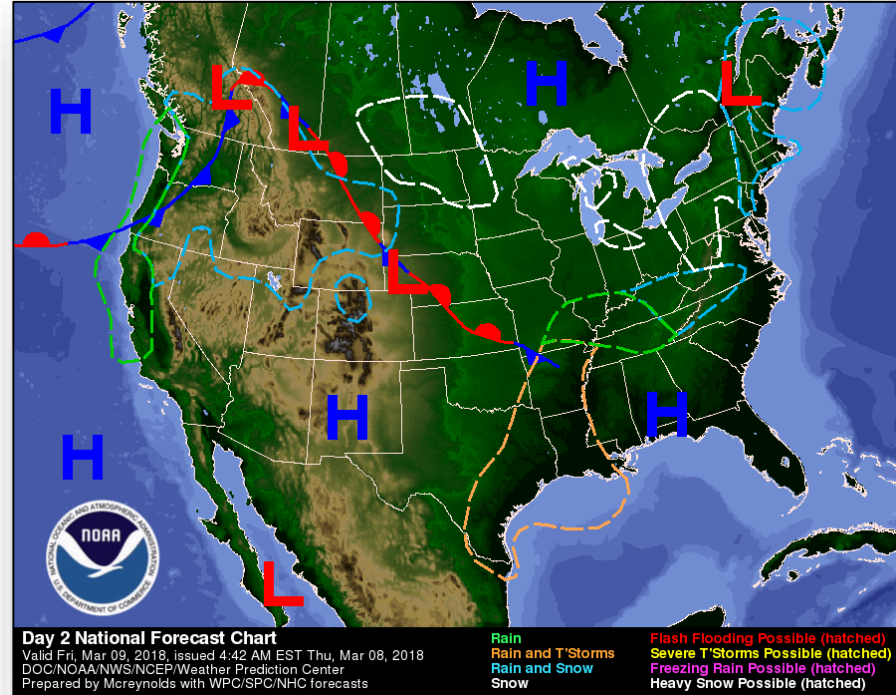 L
H
H
L
L
L
H
H
H
NATIONAL OCEANIC AND ATMOSPHERIC ADMINISTRATION
NOAA
U.S. DEPARTMENT OF COMMERCE
L
Day 2 National Forecast Chart
Valid Fri, Mar 09, 2018, issued 4:42 AM EST Thu, Mar 08, 2018
DOC/NOAA/NWS/NCEP/Weather Prediction Center
Prepared by Mcreynolds with WPC/SPC/NHC forecasts
Rain
Rain and T'Storms
Rain and Snow
Snow
Flash Flooding Possible (hatched)
Severe T'Storms Possible (hatched)
Freezing Rain Possible (hatched)
Heavy Snow Possible (hatched)